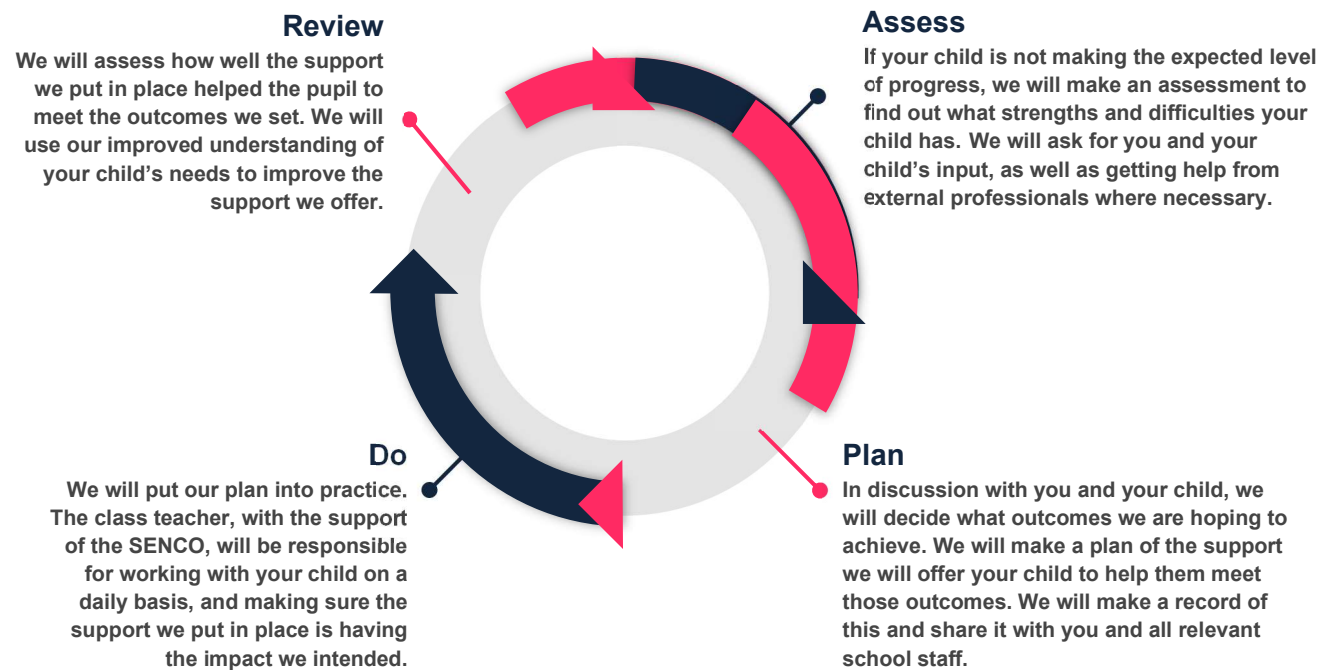 Review
We will assess how well the support
we put in place helped the pupil to
meet the outcomes we set. We will
use our improved understanding of
your child’s needs to improve the
support we offer.
Assess
If your child is not making the expected level
of progress, we will make an assessment to
find out what strengths and difficulties your
child has. We will ask for you and your
child’s input, as well as getting help from
external professionals where necessary.
Do
We will put our plan into practice.
The class teacher, with the support
of the SENCO, will be responsible
for working with your child on a
daily basis, and making sure the
support we put in place is having
the impact we intended.
Plan
In discussion with you and your child, we
will decide what outcomes we are hoping to
achieve. We will make a plan of the support
we will offer your child to help them meet
those outcomes. We will make a record of
this and share it with you and all relevant
school staff.